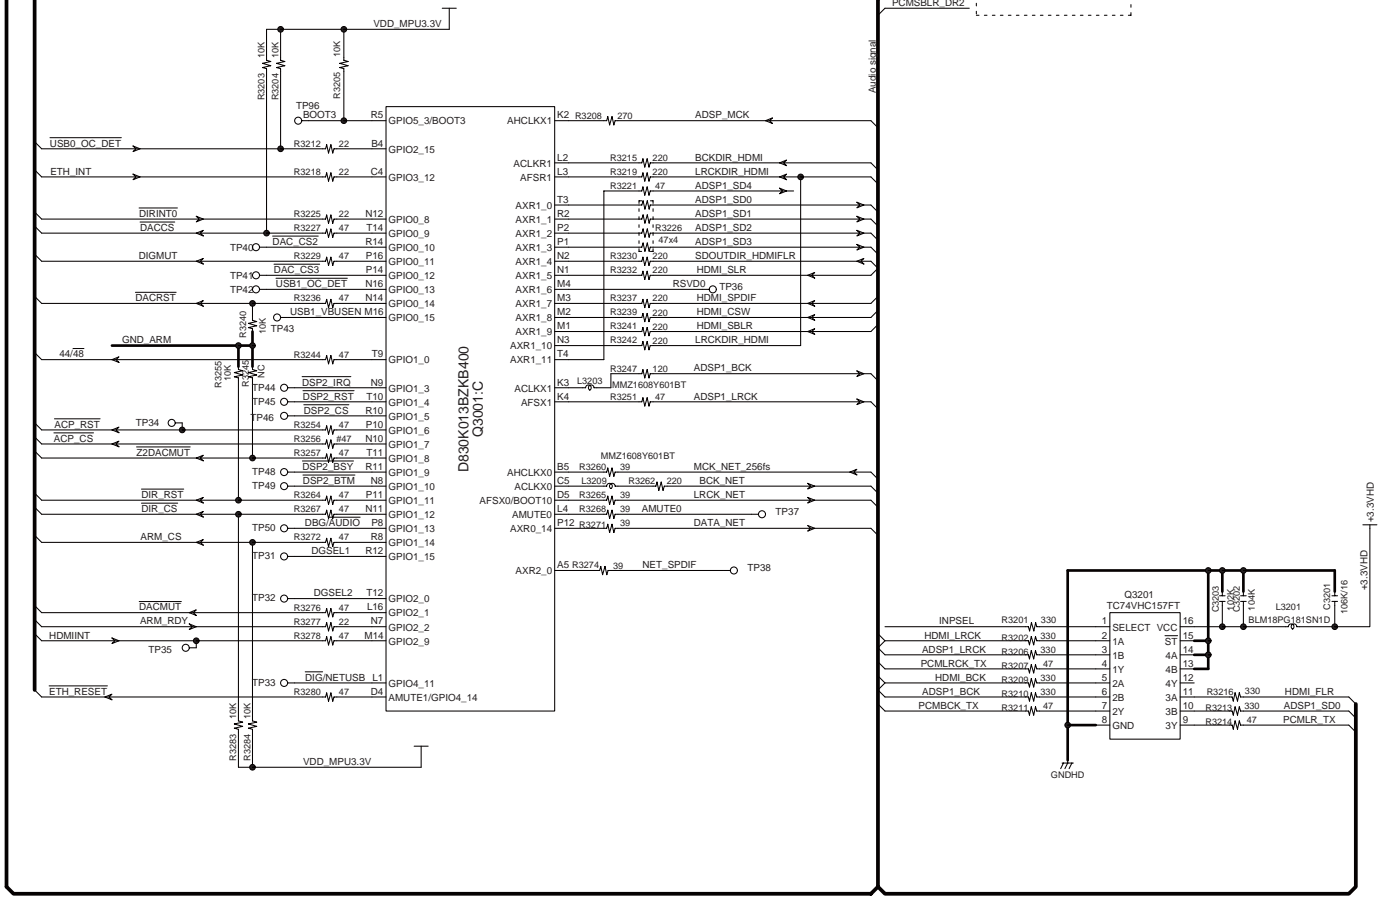 PCMSBLR_DR2
VDD_MPU3.3V
R3203 10K
R3204 10K
R3205 10K
Audio signal
TP96
BOOT3 R5 GPIO5_3/BOOT3
USB0_OC_DET R3212 22 B4 GPIO2_15
ETH_INT R3218 22 C4 GPIO3_12
DIRINT0 R3225 22 N12 GPIO0_8
DACCS R3227 47 T14 GPIO0_9
TP40 DAC_CS2 R14 GPIO0_10
DIGMUT R3229 47 P16 GPIO0_11
TP41 DAC_CS3 P14 GPIO0_12
TP42 USB1_OC_DET N16 GPIO0_13
DACRST R3236 47 N14 GPIO0_14
TP43 USB1_VBUSEN M16 GPIO0_15
R3240 10K
GND_ARM
44/48 R3244 47 T9 GPIO1_0
R3255 10K
R3245 NC
TP44 DSP2_IRQ N9 GPIO1_3
TP45 DSP2_RST T10 GPIO1_4
TP46 DSP2_CS R10 GPIO1_5
ACP_RST TP34 R3254 47 P10 GPIO1_6
ACP_CS R3256 #47 N10 GPIO1_7
Z2DACMUT R3257 47 T11 GPIO1_8
TP48 DSP2_BSY R11 GPIO1_9
TP49 DSP2_BTM N8 GPIO1_10
DIR_RST R3264 47 P11 GPIO1_11
DIR_CS R3267 47 N11 GPIO1_12
TP50 DBG/AUDIO P8 GPIO1_13
ARM_CS R3272 47 R8 GPIO1_14
TP31 DGSEL1 R12 GPIO1_15
TP32 DGSEL2 T12 GPIO2_0
DACMUT R3276 47 L16 GPIO2_1
ARM_RDY R3277 22 N7 GPIO2_2
HDMIINT TP35 R3278 47 M14 GPIO2_9
TP33 DIG/NETUSB L1 GPIO4_11
ETH_RESET R3280 47 D4 AMUTE1/GPIO4_14
R3283 10K
R3284 10K
VDD_MPU3.3V
D830K013BZKB400
Q3001:C
AHCLKX1 K2 R3208 270 ADSP_MCK
ACLKR1 L2 R3215 220 BCKDIR_HDMI
AFSR1 L3 R3219 220 LRCKDIR_HDMI
R3221 47 ADSP1_SD4
AXR1_0 T3 ADSP1_SD0
AXR1_1 R2 ADSP1_SD1
AXR1_2 P2 R3226 ADSP1_SD2
AXR1_3 P1 47x4 ADSP1_SD3
AXR1_4 N2 R3230 220 SDOUTDIR_HDMIFLR
AXR1_5 N1 R3232 220 HDMI_SLR
AXR1_6 M4 RSVD0 TP36
AXR1_7 M3 R3237 220 HDMI_SPDIF
AXR1_8 M2 R3239 220 HDMI_CSW
AXR1_9 M1 R3241 220 HDMI_SBLR
AXR1_10 N3 R3242 220 LRCKDIR_HDMI
AXR1_11 T4
R3247 120 ADSP1_BCK
ACLKX1 K3 L3203 MMZ1608Y601BT
AFSX1 K4 R3251 47 ADSP1_LRCK
MMZ1608Y601BT
AHCLKX0 B5 R3260 39 MCK_NET_256fs
ACLKX0 C5 L3209 R3262 220 BCK_NET
AFSX0/BOOT10 D5 R3265 39 LRCK_NET
AMUTE0 L4 R3268 39 AMUTE0 TP37
AXR0_14 P12 R3271 39 DATA_NET
AXR2_0 A5 R3274 39 NET_SPDIF TP38
+3.3VHD
+3.3VHD
Q3201
TC74VHC157FT
C3203 102K
C3202 104K
C3201 106K/16
L3201
BLM18PG181SN1D
INPSEL R3201 330 1 SELECT VCC 16
HDMI_LRCK R3202 330 2 1A ST 15
ADSP1_LRCK R3206 330 3 1B 4A 14
PCMLRCK_TX R3207 47 4 1Y 4B 13
HDMI_BCK R3209 330 5 2A 4Y 12
ADSP1_BCK R3210 330 6 2B 3A 11 R3216 330 HDMI_FLR
PCMBCK_TX R3211 47 7 2Y 3B 10 R3213 330 ADSP1_SD0
8 GND 3Y 9 R3214 47 PCMLR_TX
GNDHD